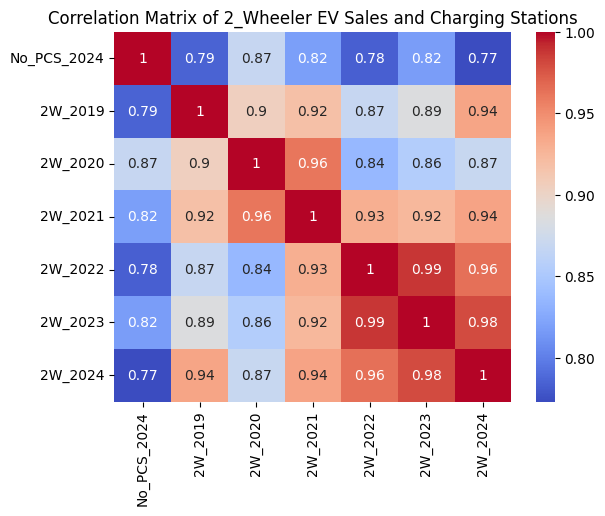 Correlation Matrix of 2_Wheeler EV Sales and Charging Stations
No_PCS_2024 1 0.79 0.87 0.82 0.78 0.82 0.77
2W_2019 0.79 1 0.9 0.92 0.87 0.89 0.94
2W_2020 0.87 0.9 1 0.96 0.84 0.86 0.87
2W_2021 0.82 0.92 0.96 1 0.93 0.92 0.94
2W_2022 0.78 0.87 0.84 0.93 1 0.99 0.96
2W_2023 0.82 0.89 0.86 0.92 0.99 1 0.98
2W_2024 0.77 0.94 0.87 0.94 0.96 0.98 1
No_PCS_2024 2W_2019 2W_2020 2W_2021 2W_2022 2W_2023 2W_2024
1.00
0.95
0.90
0.85
0.80